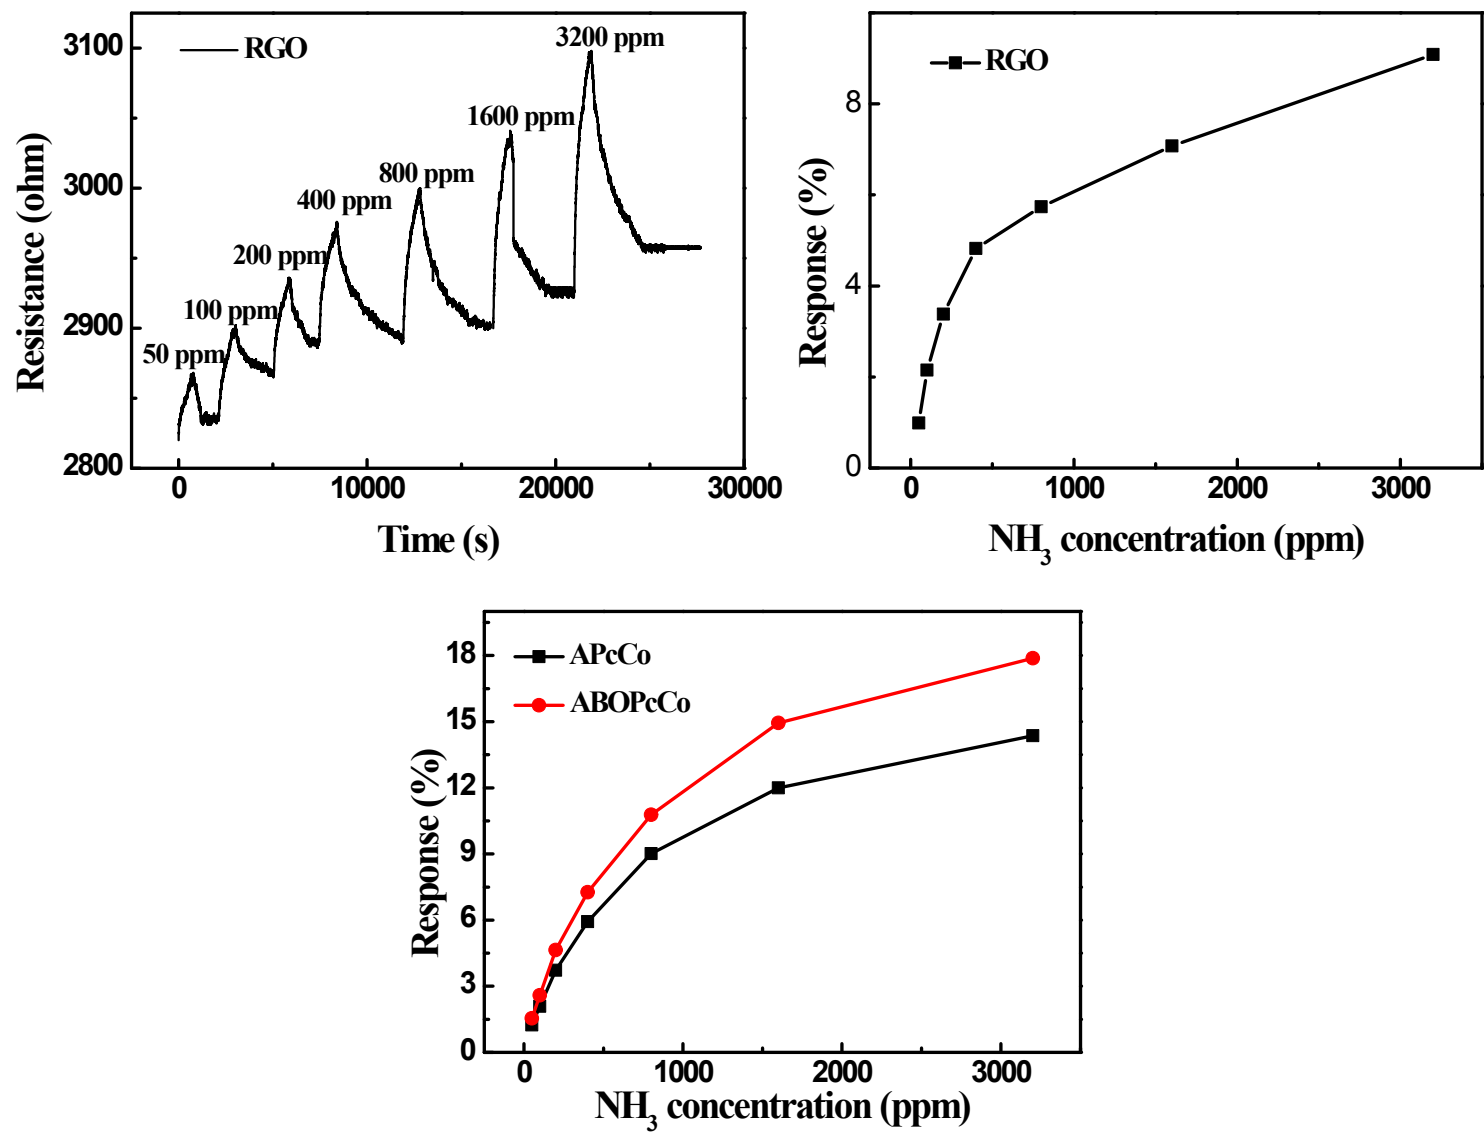 RGO
50 ppm
100 ppm
200 ppm
400 ppm
800 ppm
1600 ppm
3200 ppm
3100
3000
2900
2800
Resistance (ohm)
0
10000
20000
30000
Time (s)
RGO
8
4
0
Response (%)
0
1000
2000
3000
NH3 concentration (ppm)
APcCo
ABOPcCo
18
15
12
9
6
3
0
Response (%)
0
1000
2000
3000
NH3 concentration (ppm)